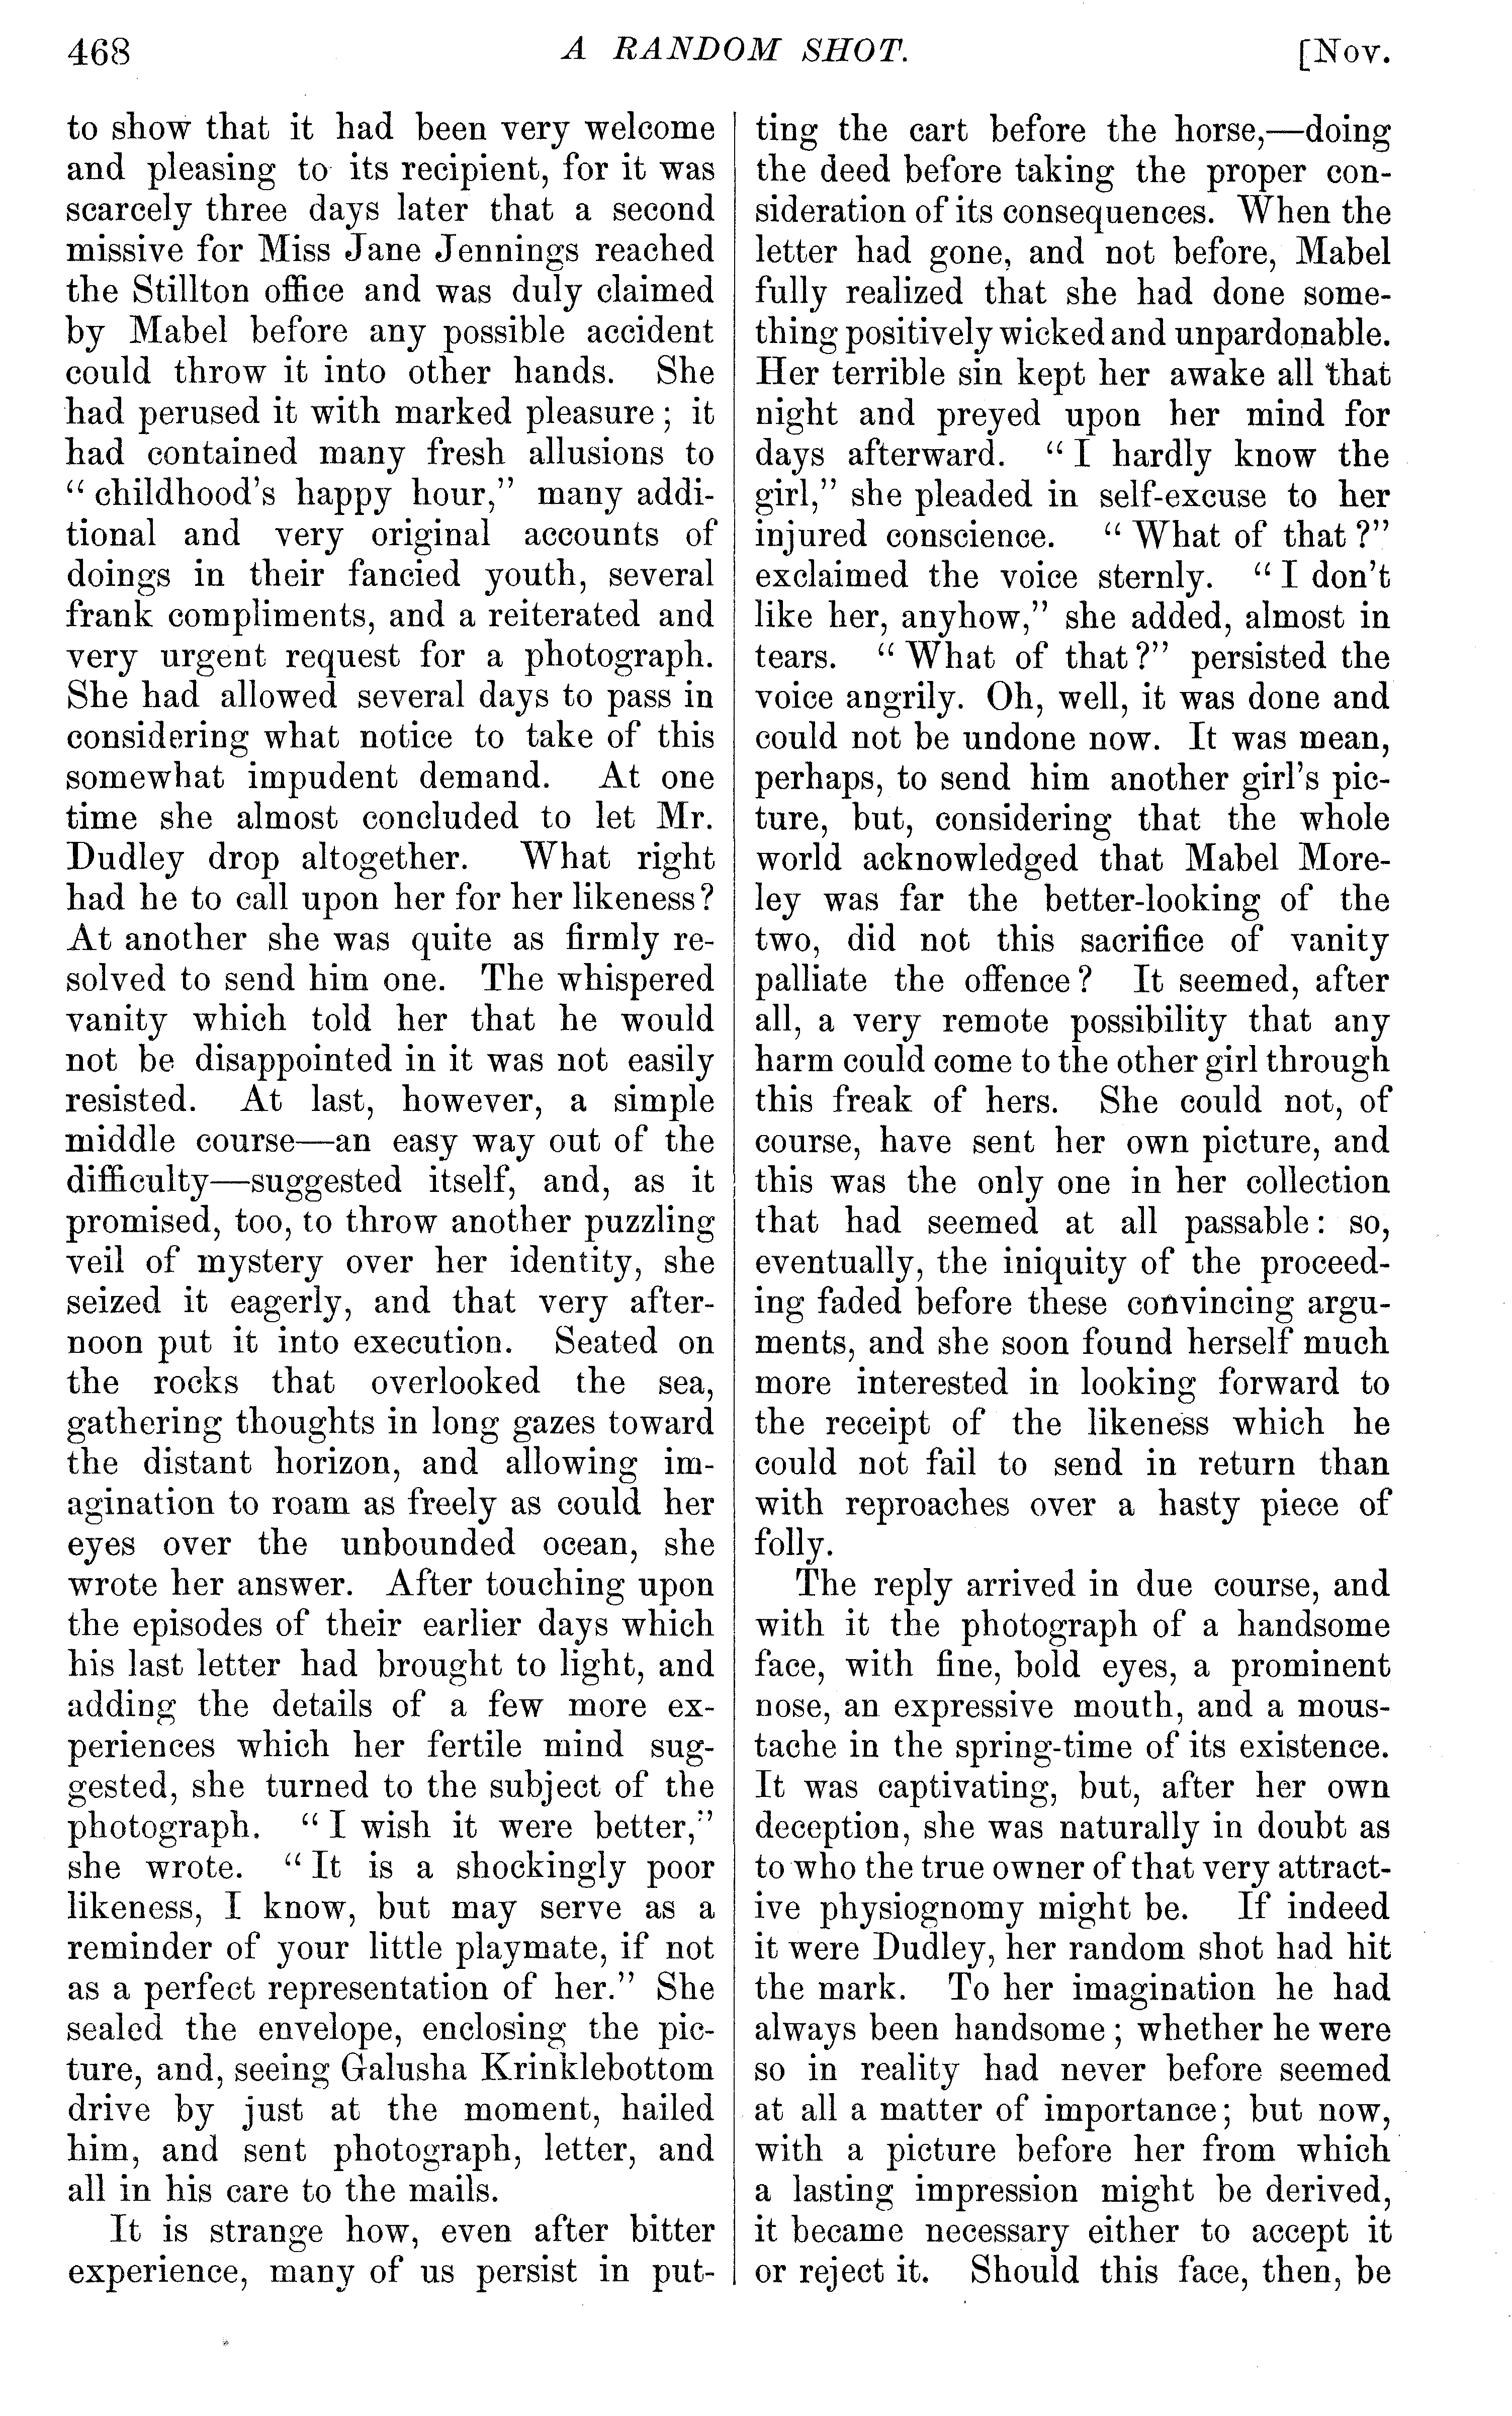 468
A RANDOM SHOT.
[Nov.
to show that it had been very welcome
and pleasing to its recipient, for it was
scarcely three days later that a second
missive for Miss Jane Jennings reached
the Stillton office and was duly claimed
by Mabel before any possible accident
could throw it into other hands. She
had perused it with marked pleasure; it
had contained many fresh allusions to
"childhood's happy hour," many addi-
tional and very original accounts of
doings in their fancied youth, several
frank compliments, and a reiterated and
very urgent request for a photograph.
She had allowed several days to pass in
considering what notice to take of this
somewhat impudent demand. At one
time she almost concluded to let Mr.
Dudley drop altogether. What right
had he to call upon her for her likeness?
At another she was quite as firmly re-
solved to send him one. The whispered
vanity which told her that he would
not be disappointed in it was not easily
resisted. At last, however, a simple
middle course—an easy way out of the
difficulty—suggested itself, and, as it
promised, too, to throw another puzzling
veil of mystery over her identity, she
seized it eagerly, and that very after-
noon put it into execution. Seated on
the rocks that overlooked the sea,
gathering thoughts in long gazes toward
the distant horizon, and allowing im-
agination to roam as freely as could her
eyes over the unbounded ocean, she
wrote her answer. After touching upon
the episodes of their earlier days which
his last letter had brought to light, and
adding the details of a few more ex-
periences which her fertile mind sug-
gested, she turned to the subject of the
photograph. "I wish it were better,"
she wrote. "It is a shockingly poor
likeness, I know, but may serve as a
reminder of your little playmate, if not
as a perfect representation of her." She
sealed the envelope, enclosing the pic-
ture, and, seeing Galusha Krinklebottom
drive by just at the moment, hailed
him, and sent photograph, letter, and
all in his care to the mails.
It is strange how, even after bitter
experience, many of us persist in put-
ting the cart before the horse,—doing
the deed before taking the proper con-
sideration of its consequences. When the
letter had gone, and not before, Mabel
fully realized that she had done some-
thing positively wicked and unpardonable.
Her terrible sin kept her awake all that
night and preyed upon her mind for
days afterward. "I hardly know the
girl," she pleaded in self-excuse to her
injured conscience. "What of that?"
exclaimed the voice sternly. "I don't
like her, anyhow," she added, almost in
tears. "What of that?" persisted the
voice angrily. Oh, well, it was done and
could not be undone now. It was mean,
perhaps, to send him another girl's pic-
ture, but, considering that the whole
world acknowledged that Mabel More-
ley was far the better-looking of the
two, did not this sacrifice of vanity
palliate the offence? It seemed, after
all, a very remote possibility that any
harm could come to the other girl through
this freak of hers. She could not, of
course, have sent her own picture, and
this was the only one in her collection
that had seemed at all passable: so,
eventually, the iniquity of the proceed-
ing faded before these convincing argu-
ments, and she soon found herself much
more interested in looking forward to
the receipt of the likeness which he
could not fail to send in return than
with reproaches over a hasty piece of
folly.
The reply arrived in due course, and
with it the photograph of a handsome
face, with fine, bold eyes, a prominent
nose, an expressive mouth, and a mous-
tache in the spring-time of its existence.
It was captivating, but, after her own
deception, she was naturally in doubt as
to who the true owner of that very attract-
ive physiognomy might be. If indeed
it were Dudley, her random shot had hit
the mark. To her imagination he had
always been handsome; whether he were
so in reality had never before seemed
at all a matter of importance; but now,
with a picture before her from which
a lasting impression might be derived,
it became necessary either to accept it
or reject it. Should this face, then, be